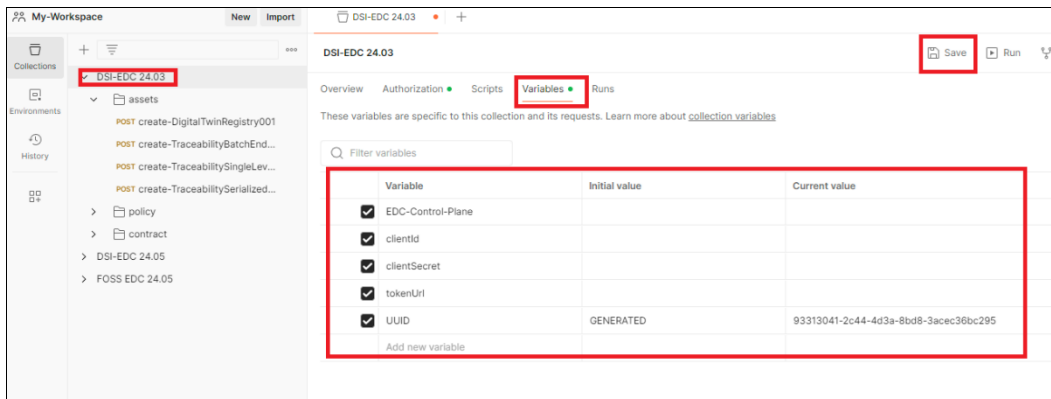 My-Workspace
New Import
DSI-EDC 24.03
Collections
DSI-EDC 24.03
assets
POST create-DigitalTwinRegistry001
POST create-TraceabilityBatchEnd...
POST create-TraceabilitySingleLev...
POST create-TraceabilitySerialized...
policy
contract
DSI-EDC 24.05
FOSS EDC 24.05
Environments
History
DSI-EDC 24.03
Save
Run
Overview Authorization Scripts Variables Runs
These variables are specific to this collection and its requests. Learn more about collection variables
Filter variables
Variable Initial value Current value
EDC-Control-Plane
clientId
clientSecret
tokenUrl
UUID GENERATED 93313041-2c44-4d3a-8bd8-3acec36bc295
Add new variable